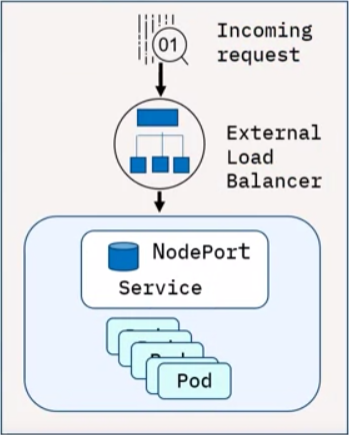 01
Incoming
request
External
Load
Balancer
NodePort
Service
Pod